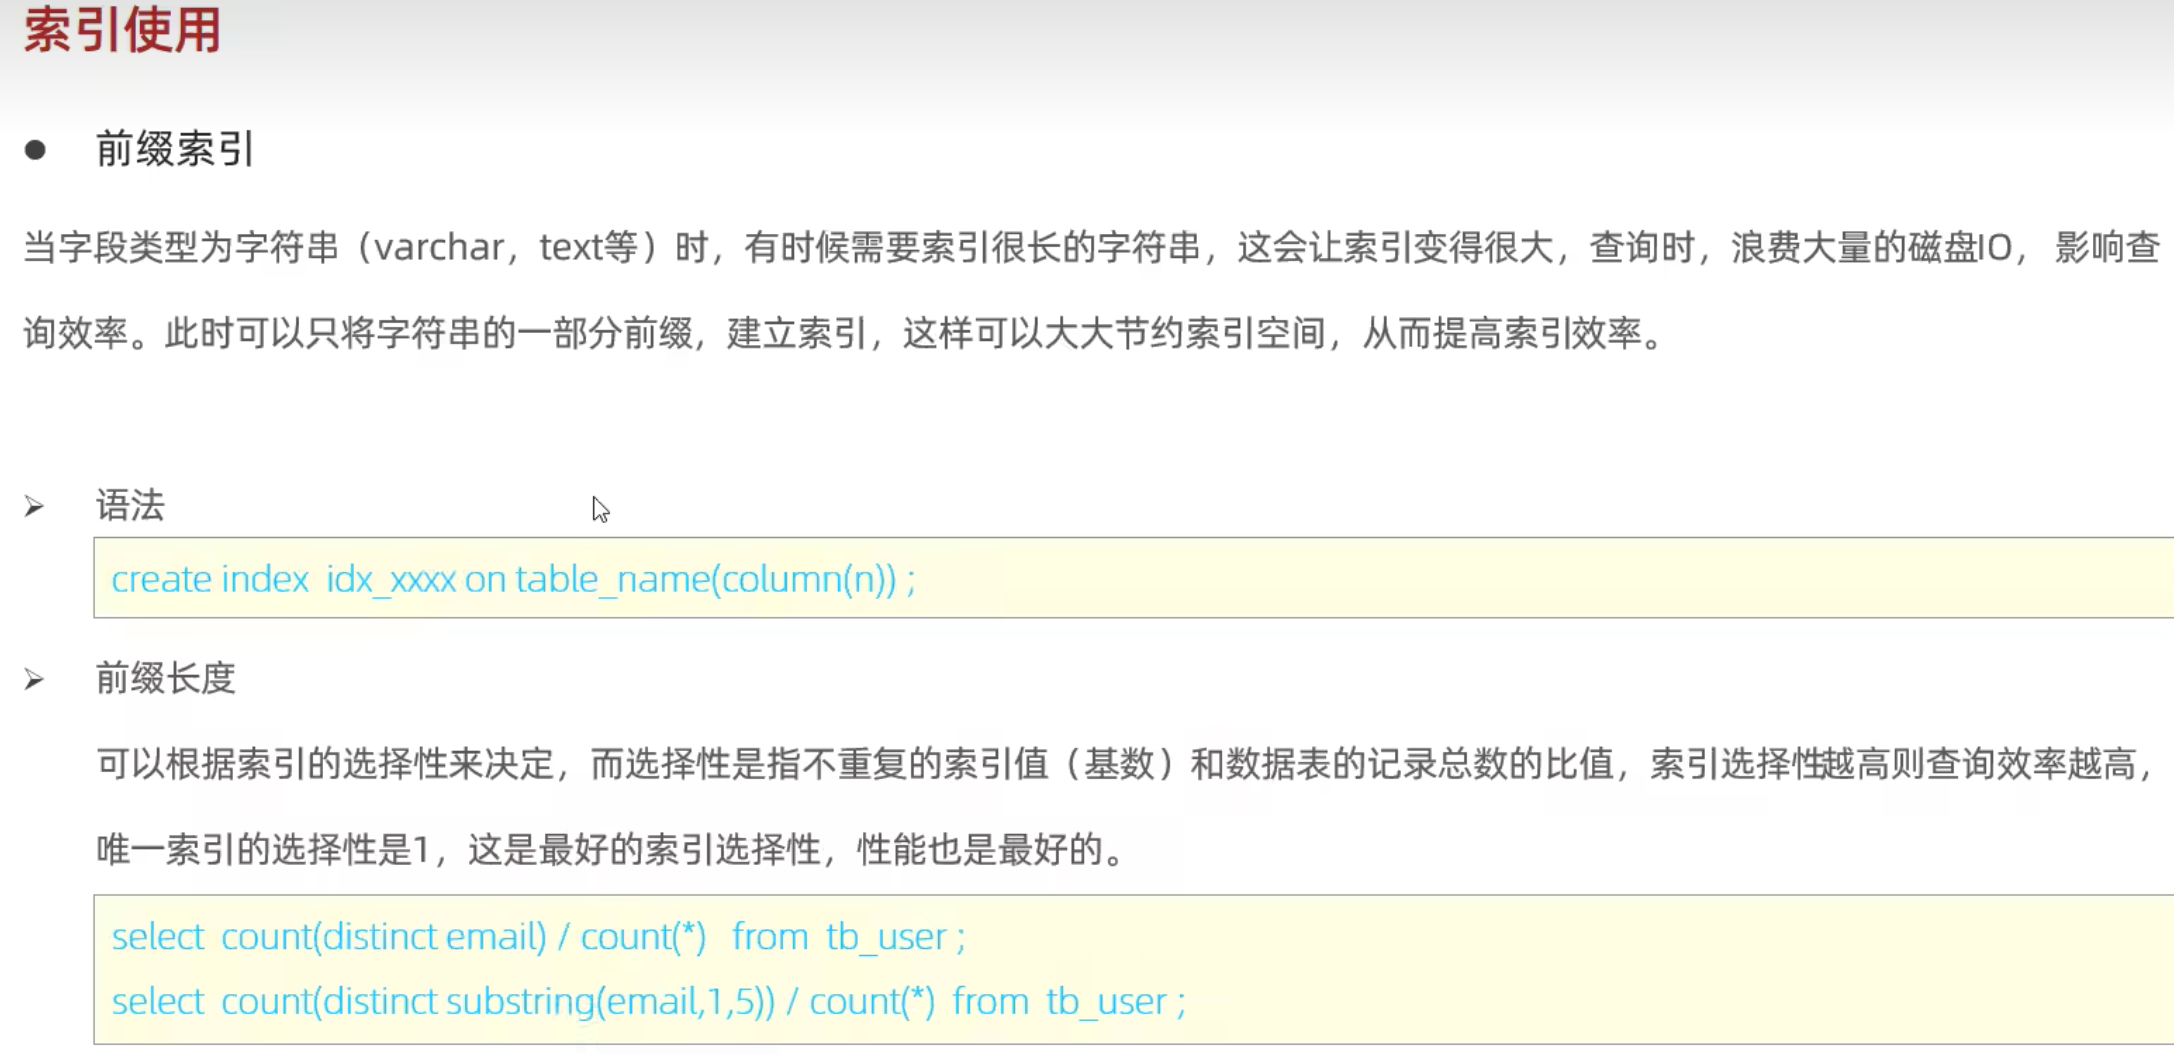 索引使用
● 前缀索引
当字段类型为字符串（varchar，text等）时，有时候需要索引很长的字符串，这会让索引变得很大，查询时，浪费大量的磁盘IO， 影响查
询效率。此时可以只将字符串的一部分前缀，建立索引，这样可以大大节约索引空间，从而提高索引效率。
➢ 语法
create index idx_xxxx on table_name(column(n)) ;
➢ 前缀长度
可以根据索引的选择性来决定，而选择性是指不重复的索引值（基数）和数据表的记录总数的比值，索引选择性越高则查询效率越高，
唯一索引的选择性是1，这是最好的索引选择性，性能也是最好的。
select count(distinct email) / count(*) from tb_user ;
select count(distinct substring(email,1,5)) / count(*) from tb_user ;